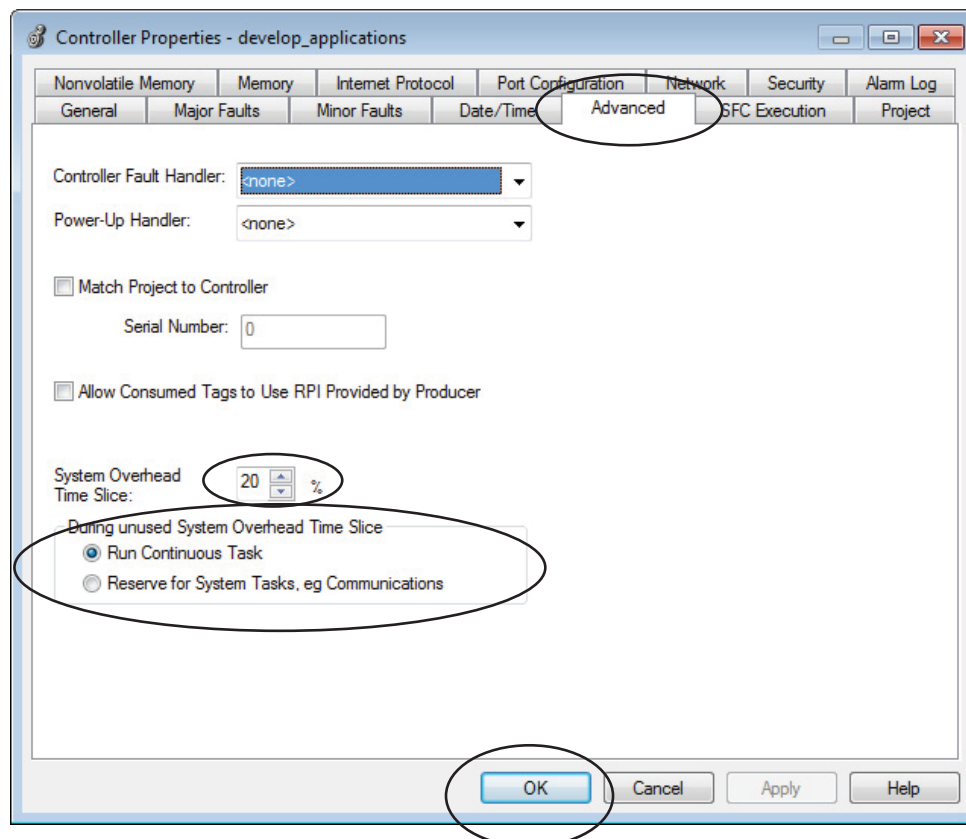 Controller Properties - develop_applications
Nonvolatile Memory Memory Internet Protocol Port Configuration Network Security Alarm Log
General Major Faults Minor Faults Date/Time Advanced SFC Execution Project
Controller Fault Handler: <none>
Power-Up Handler: <none>
Match Project to Controller
Serial Number: 0
Allow Consumed Tags to Use RPI Provided by Producer
System Overhead
Time Slice: 20 %
During unused System Overhead Time Slice
Run Continuous Task
Reserve for System Tasks, eg Communications
OK Cancel Apply Help